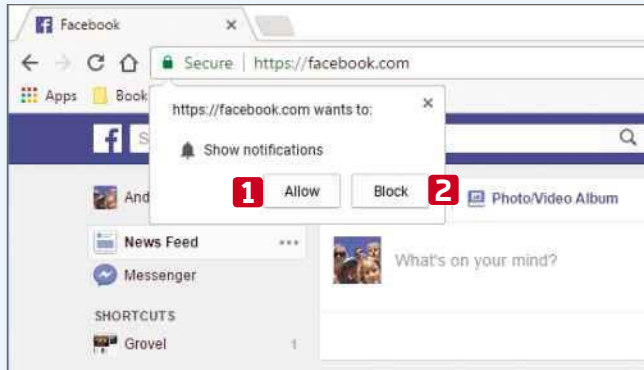 Facebook
Secure https://facebook.com
Apps Book
https://facebook.com wants to:
Show notifications
1 Allow Block 2
f S
And
Photo/Video Album
News Feed
What's on your mind?
Messenger
SHORTCUTS
Grovel 1